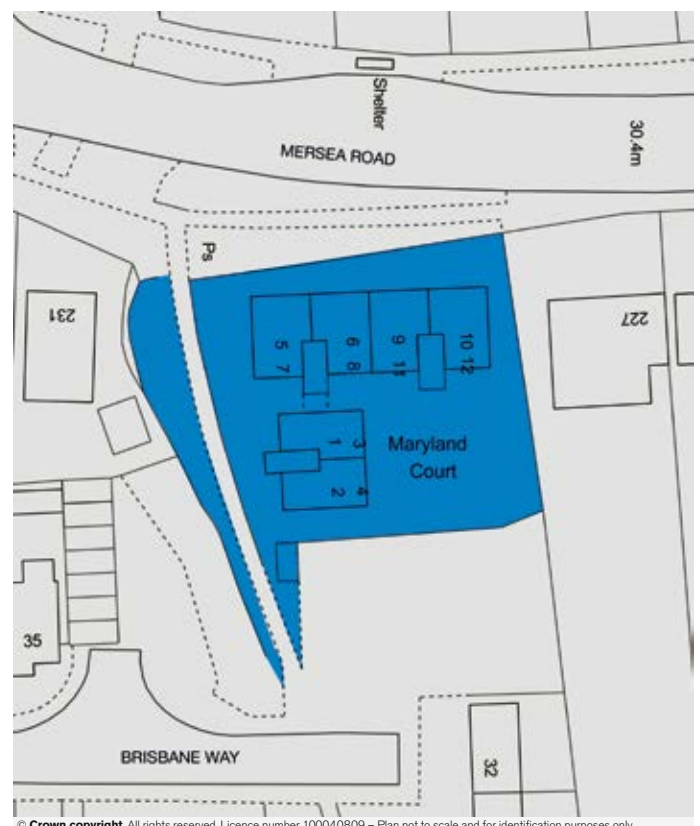 Shelter
30.4m
MERSEA ROAD
Ps
231
227
5 6 9 10 12
7 8 11
Maryland
Court
1 3
2 4
35
BRISBANE WAY
32
© Crown copyright. All rights reserved. Licence number 100040809 – Plan not to scale and for identification purposes only.